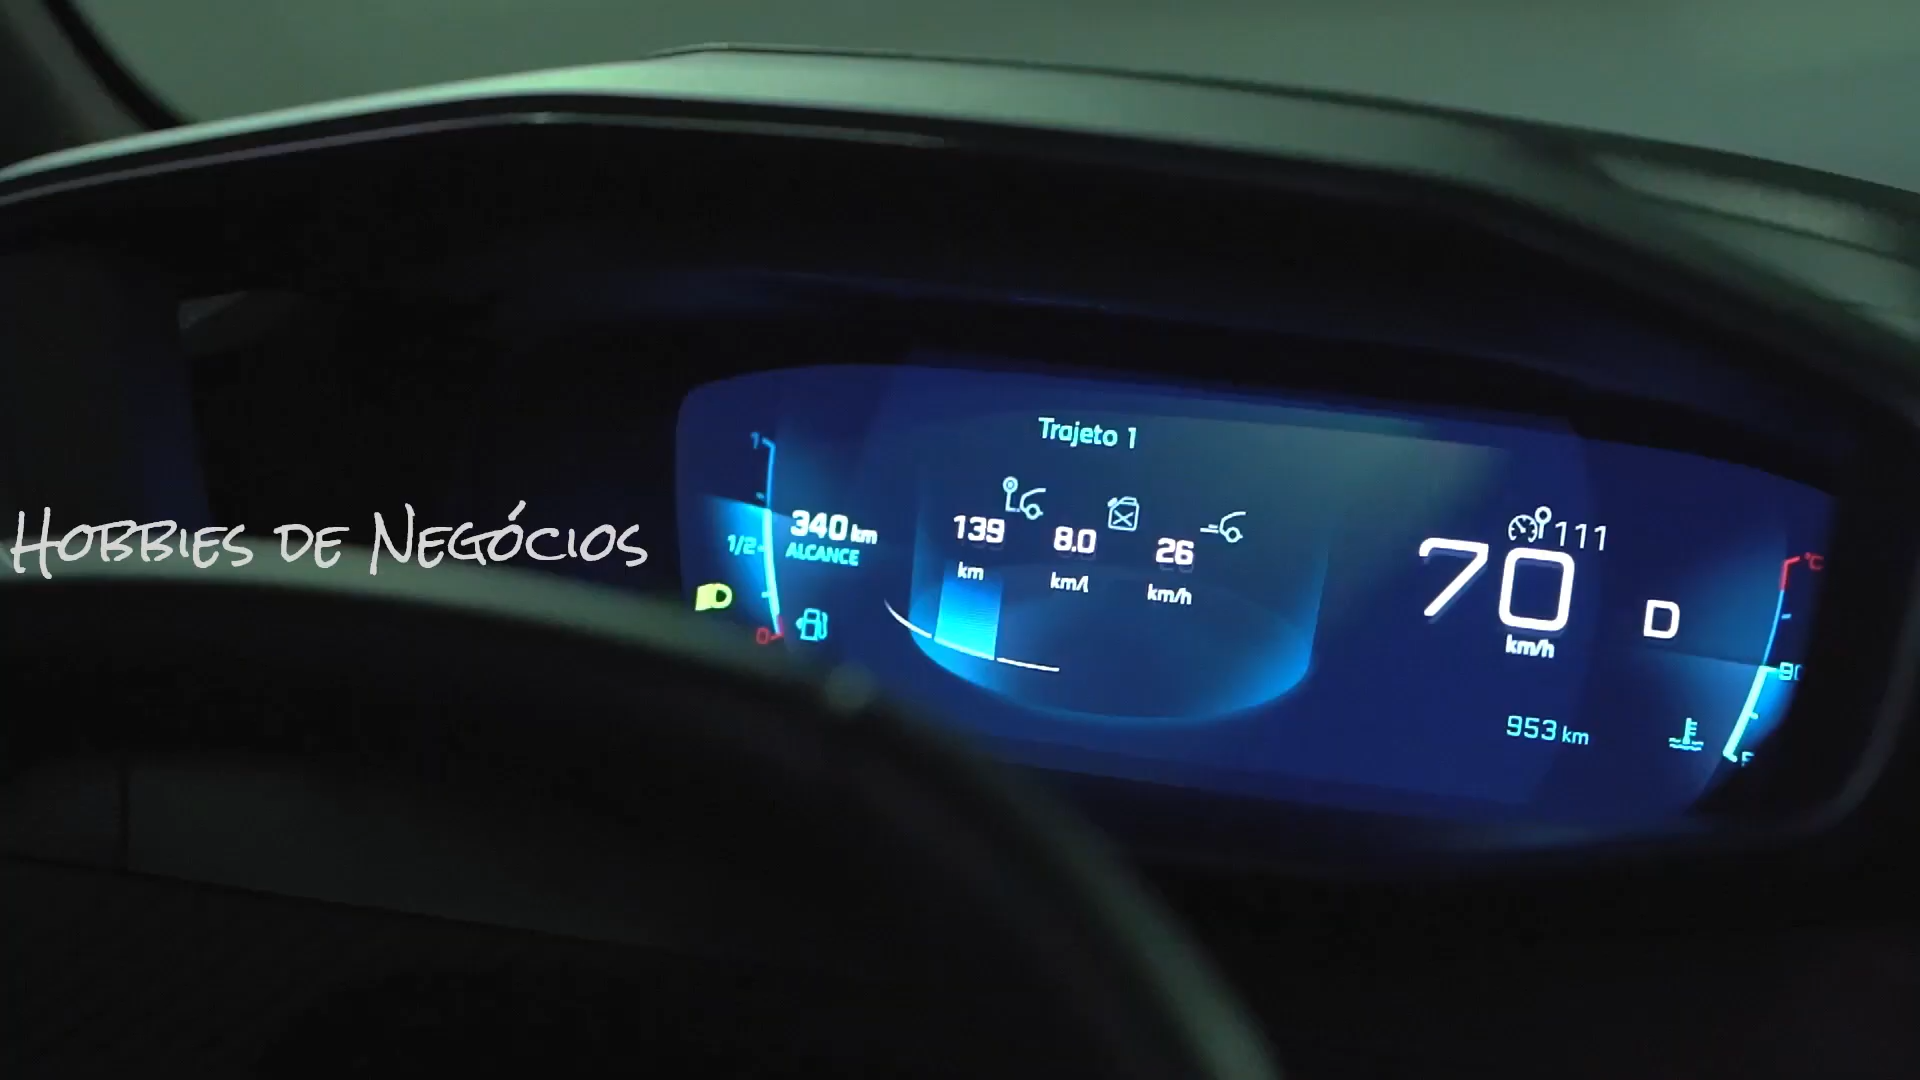 Hobbies de Negócios
Trajeto 1
1
1/2
0
340 km
ALCANCE
139
km
8.0
km/l
26
km/h
111
70
km/h
D
953 km
°C
90